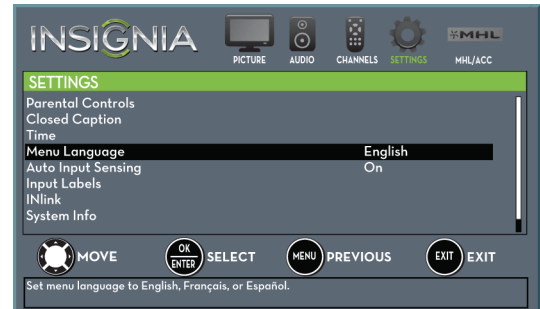 INSIGNIA
MHL
PICTURE AUDIO CHANNELS SETTINGS MHL/ACC
SETTINGS
Parental Controls
Closed Caption
Time
Menu Language English
Auto Input Sensing On
Input Labels
INlink
System Info
MOVE OK ENTER SELECT MENU PREVIOUS EXIT EXIT
Set menu language to English, Français, or Español.